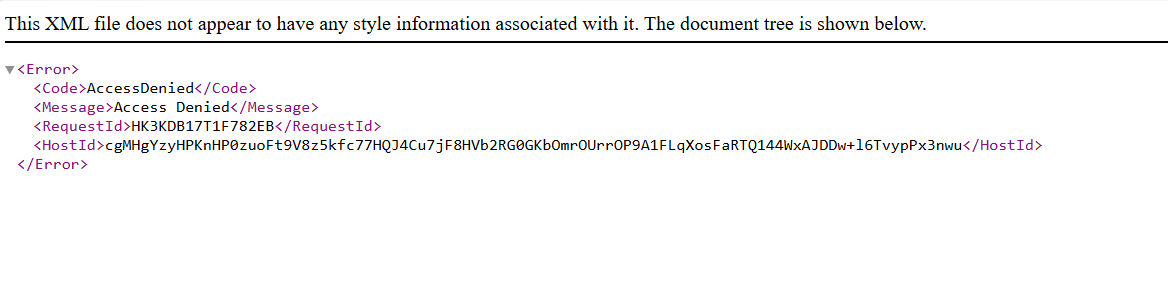 This XML file does not appear to have any style information associated with it. The document tree is shown below.
<Error>
<Code>AccessDenied</Code>
<Message>Access Denied</Message>
<RequestId>HK3KDB17T1F782EB</RequestId>
<HostId>cgMHgYzyHPKnHP0zuoFt9V8z5kfc77HQJ4Cu7jF8HVb2RG0GKbOmrOUrrOP9A1FLqXosFaRTQ144WxAJDDw+l6TvypPx3nwu</HostId>
</Error>